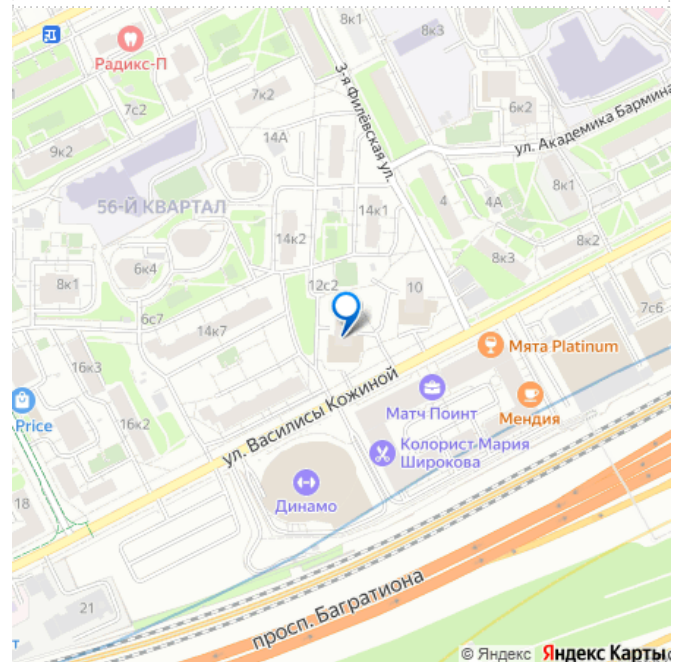 8к1
8к3
Радикс-П
7к2
7с2
3-я Филёвская ул.
6к2
ул. Академика Бармина
14А
9к2
8к1
56-Й КВАРТАЛ
14к1
4
4А
14к2
8к2
6к4
8к3
8к1
12с2
10
7с6
6с7
14к7
Мята Platinum
16к3
ул. Василисы Кожиной
Матч Поинт
Мендия
Price
16к2
Колорист Мария
Широкова
Динамо
18
просп. Багратиона
21
т
© Яндекс Яндекс Карты